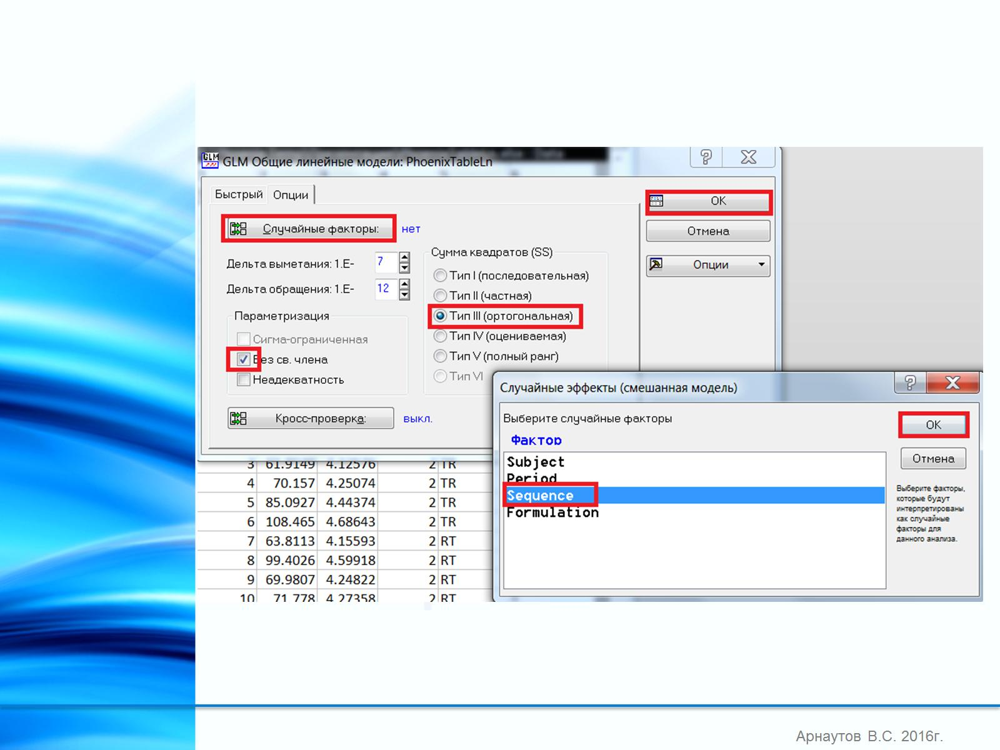 GLM Общие линейные модели: PhoenixTableLn
Быстрый
Опции
OK
Случайные факторы:
нет
Отмена
Дельта выметания: 1.E-
7
Сумма квадратов (SS)
Опции
Тип I (последовательная)
Дельта обращения: 1.E-
12
Тип II (частная)
Параметризация
Тип III (ортогональная)
Сигма-ограниченная
Тип IV (оцениваемая)
Без св. члена
Тип V (полный ранг)
Неадекватность
Тип VI
Кросс-проверка:
выкл.
Случайные эффекты (смешанная модель)
Выберите случайные факторы
OK
Фактор
Отмена
Subject
Period
Sequence
Formulation
Выберите факторы,
которые будут
интерпретированы
как случайные
факторы для
данного анализа.
3 61.9149 4.12576 2 TR
4 70.157 4.25074 2 TR
5 85.0927 4.44374 2 TR
6 108.465 4.68643 2 TR
7 63.8113 4.15593 2 RT
8 99.4026 4.59918 2 RT
9 69.9807 4.24822 2 RT
10 71.778 4.27358 2 RT
Арнаутов В.С. 2016г.